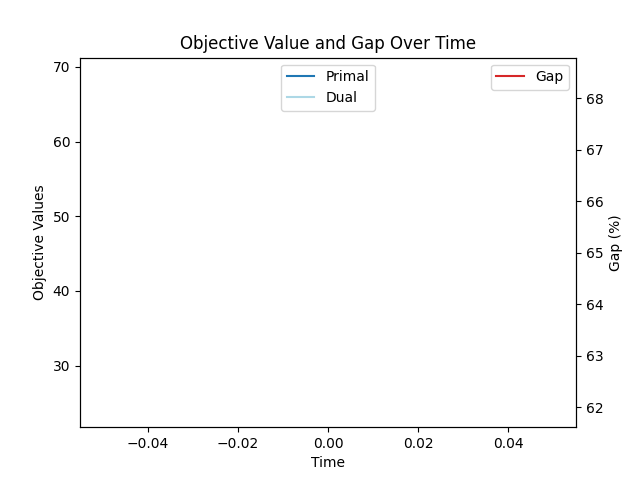 Objective Value and Gap Over Time
70
60
50
40
30
Objective Values
Primal
Dual
Gap
68
67
66
65
64
63
62
Gap (%)
−0.04
−0.02
0.00
0.02
0.04
Time